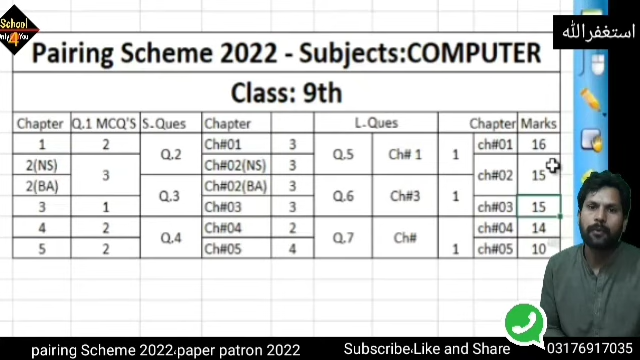 School
Only 4 You
استغفرالله
Pairing Scheme 2022 - Subjects:COMPUTER
Class: 9th
Chapter Q.1 MCQ'S S-Ques Chapter L-Ques Chapter Marks
1 2 Q.2 Ch#01 3 Q.5 Ch# 1 1 ch#01 16
2(NS) 3 Ch#02(NS) 3 ch#02 15
2(BA) Q.3 Ch#02(BA) 3 Q.6 Ch#3 1
3 1 Ch#03 3 ch#03 15
4 2 Q.4 Ch#04 2 Q.7 Ch# 1 ch#04 14
5 2 Ch#05 4 ch#05 10
pairing Scheme 2022،paper patron 2022 Subscribe،Like and Share 03176917035